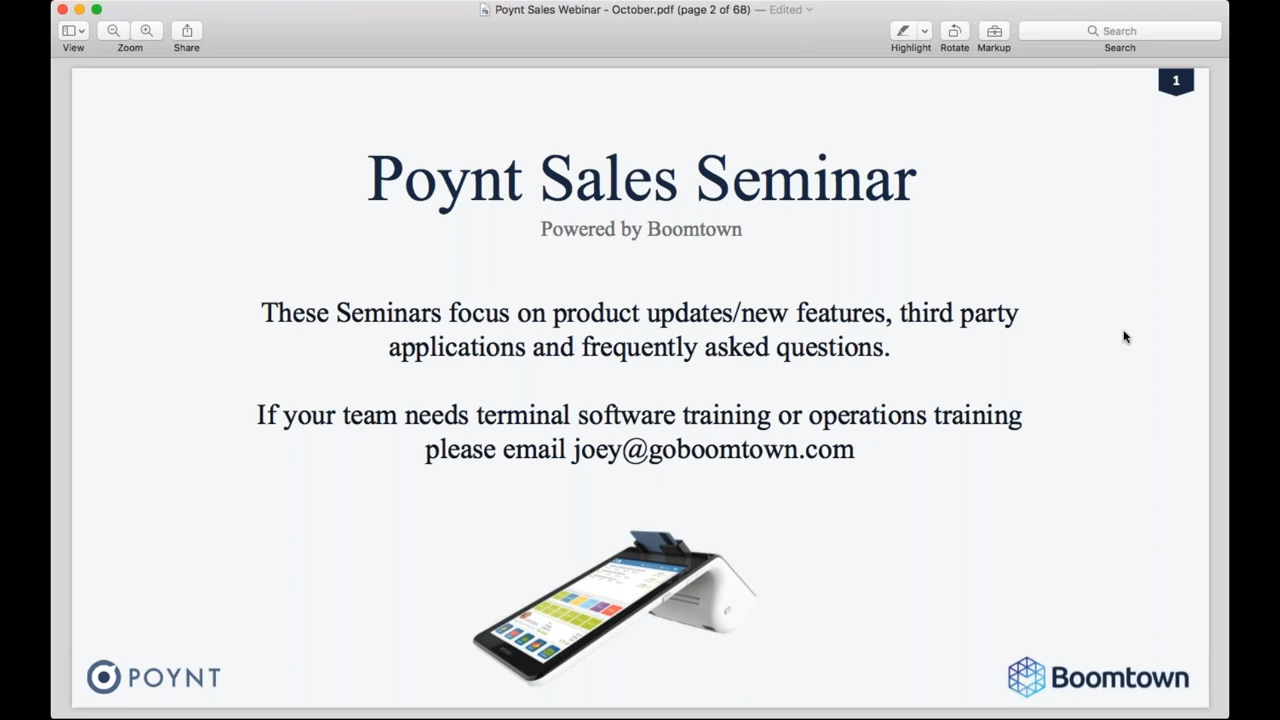 Poynt Sales Webinar - October.pdf (page 2 of 68) — Edited
View
Zoom
Share
Highlight
Rotate
Markup
Search
Search
1
Poynt Sales Seminar
Powered by Boomtown
These Seminars focus on product updates/new features, third party
applications and frequently asked questions.
If your team needs terminal software training or operations training
please email joey@goboomtown.com
POYNT
Boomtown